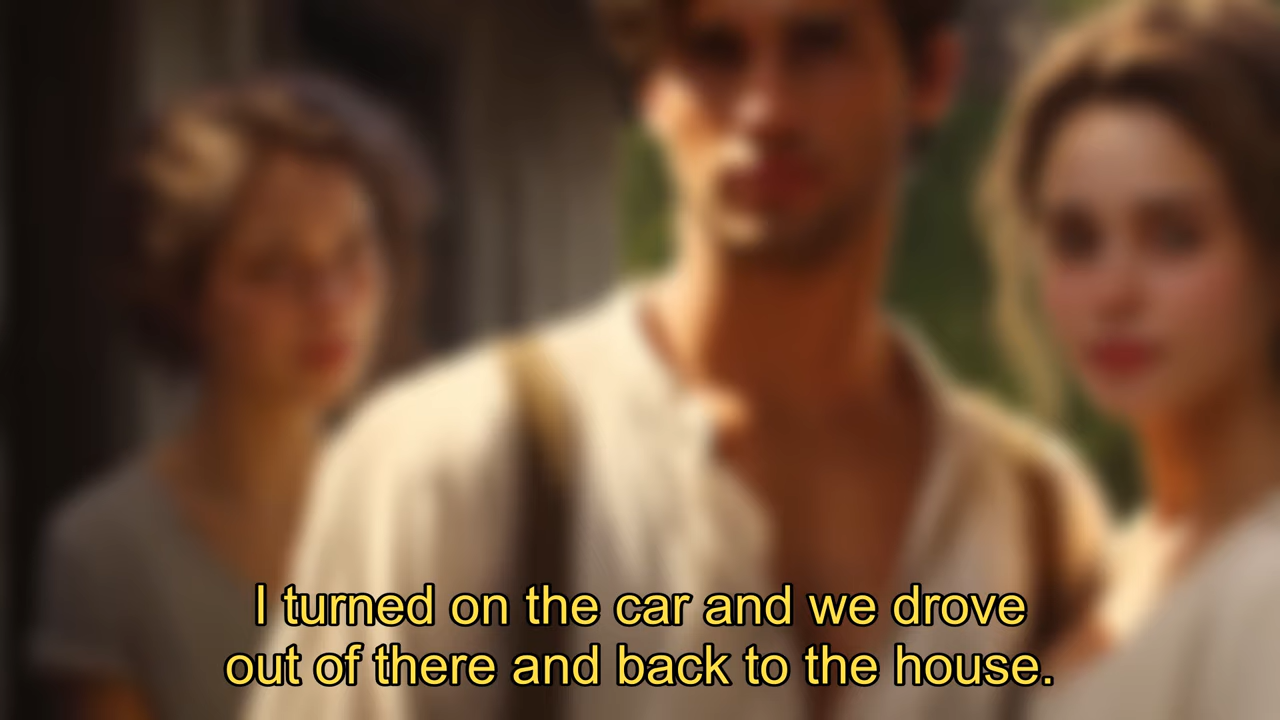 I turned on the car and we drove
out of there and back to the house.